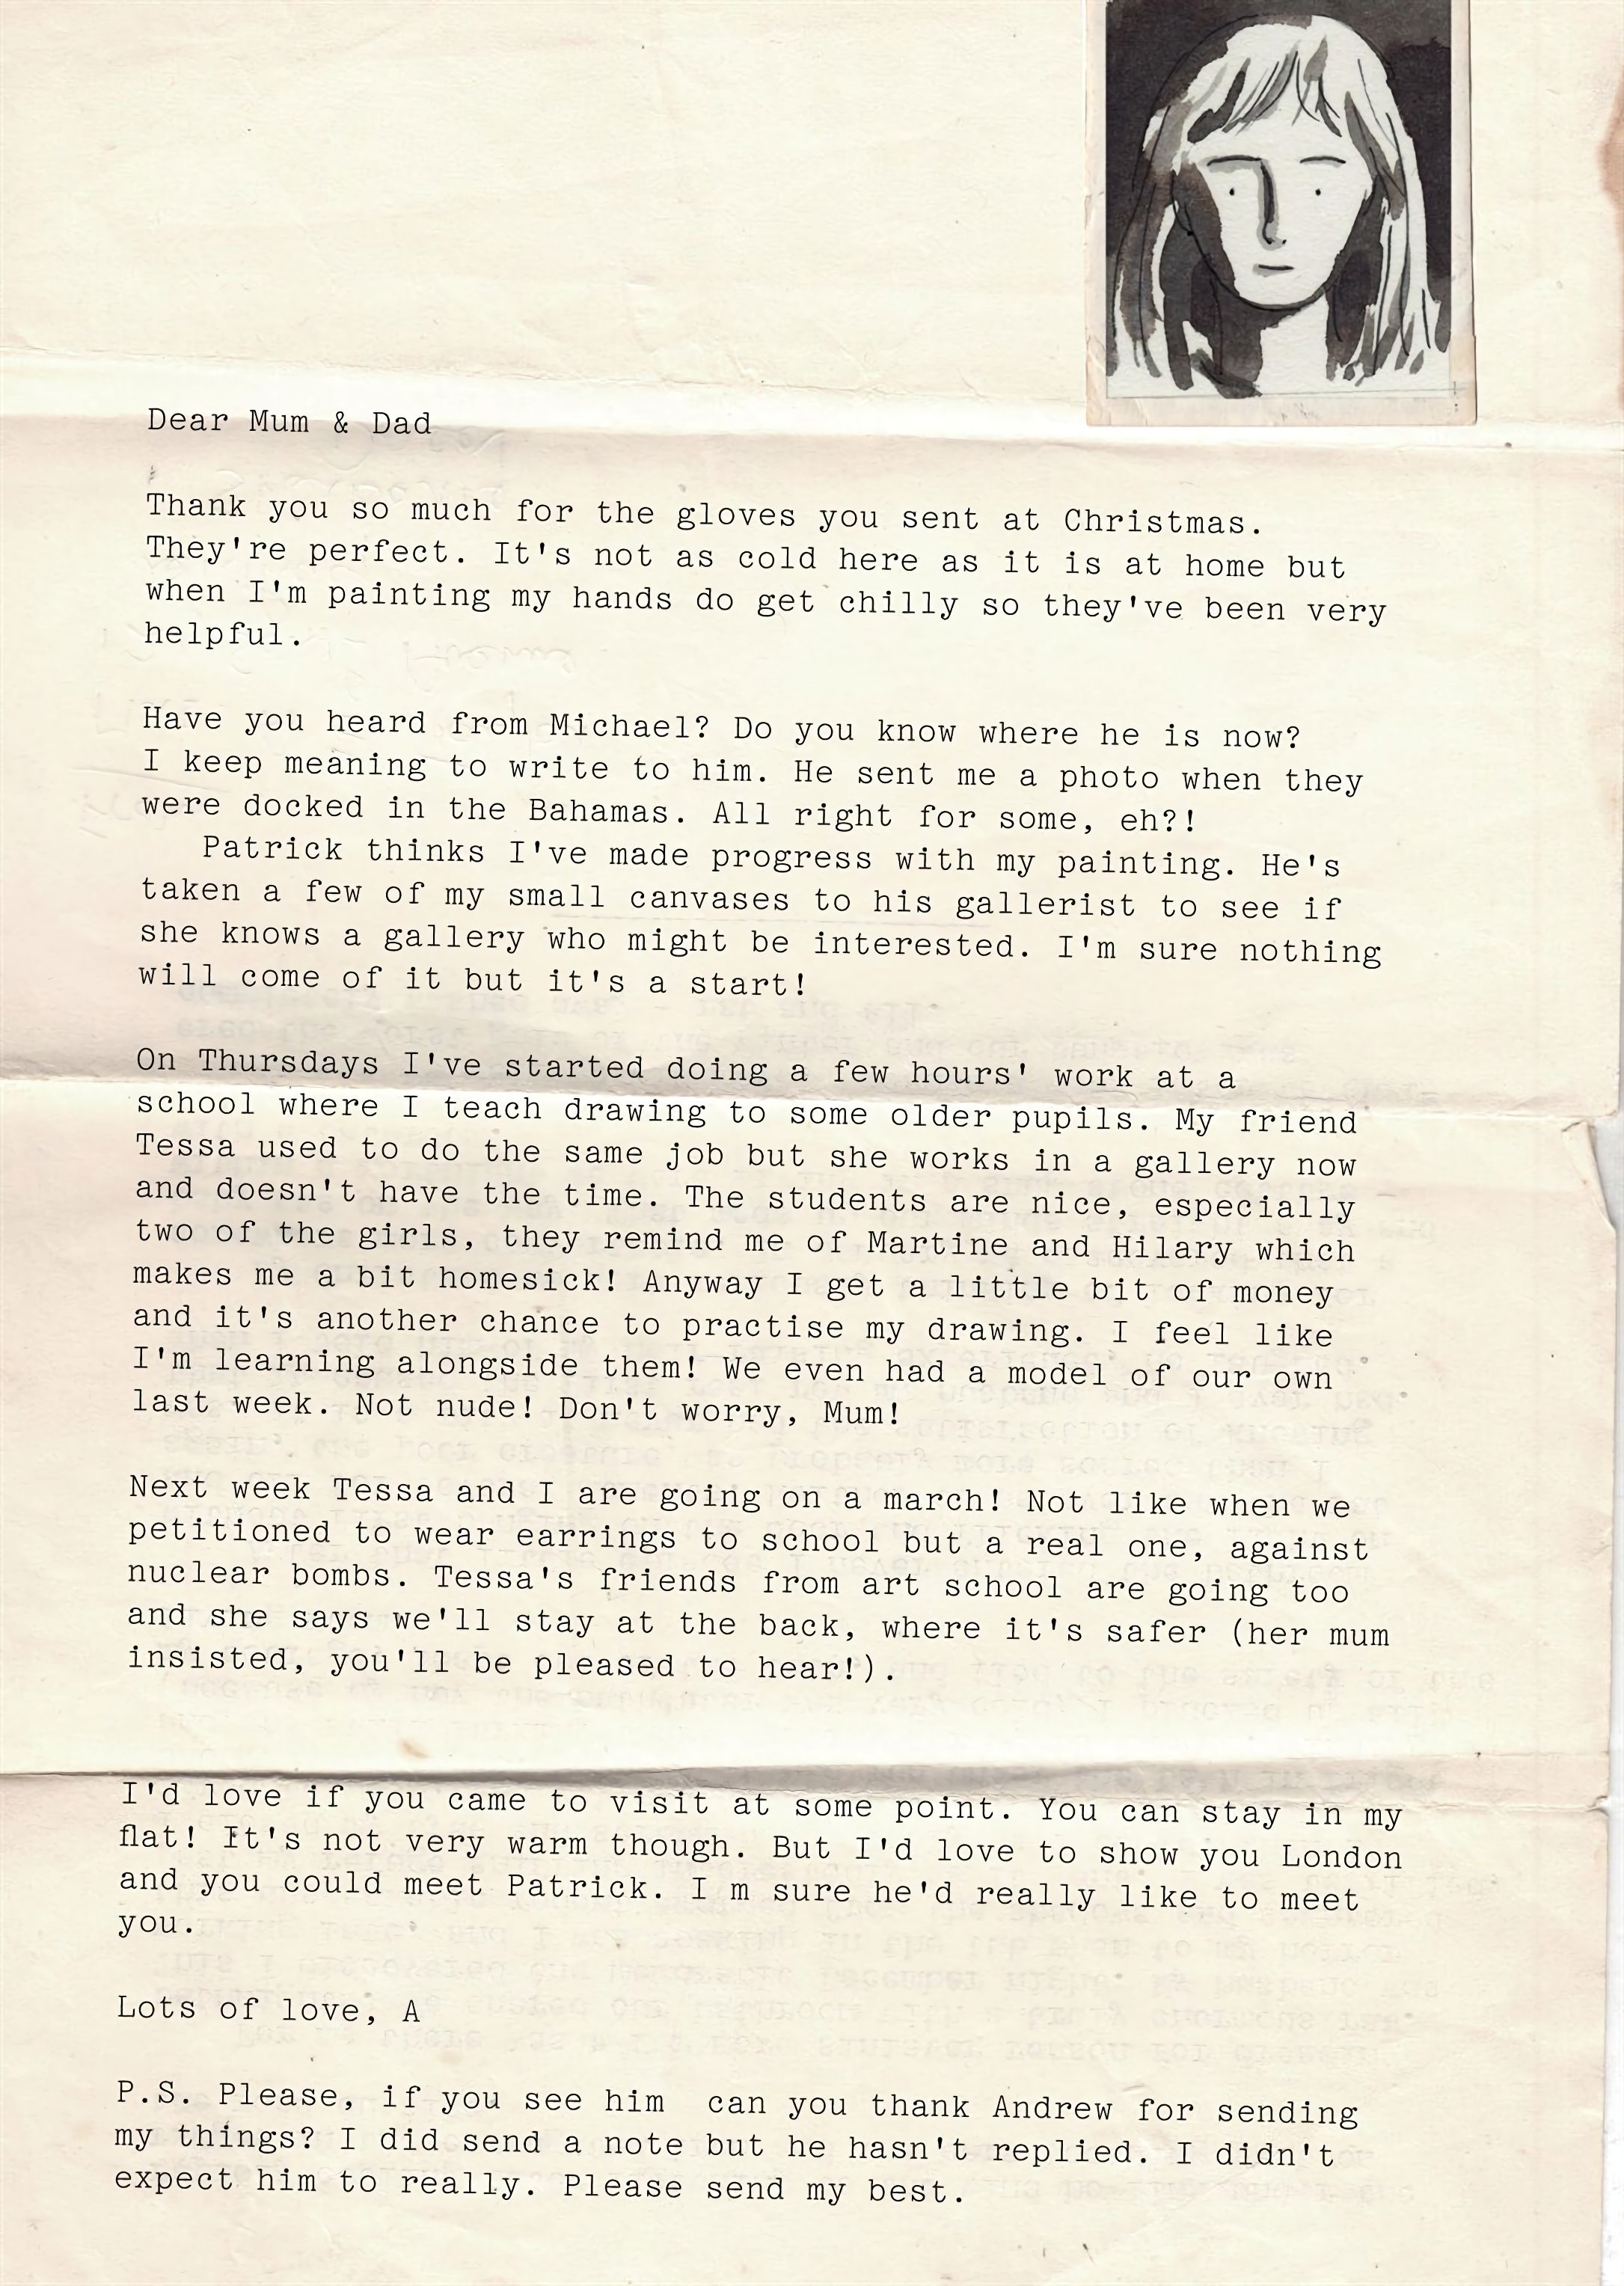 Dear Mum & Dad
Thank you so much for the gloves you sent at Christmas.
They're perfect. It's not as cold here as it is at home but
when I'm painting my hands do get chilly so they've been very
helpful.
Have you heard from Michael? Do you know where he is now?
I keep meaning to write to him. He sent me a photo when they
were docked in the Bahamas. All right for some, eh?!
Patrick thinks I've made progress with my painting. He's
taken a few of my small canvases to his gallerist to see if
she knows a gallery who might be interested. I'm sure nothing
will come of it but it's a start!
On Thursdays I've started doing a few hours' work at a
school where I teach drawing to some older pupils. My friend
Tessa used to do the same job but she works in a gallery now
and doesn't have the time. The students are nice, especially
two of the girls, they remind me of Martine and Hilary which
makes me a bit homesick! Anyway I get a little bit of money
and it's another chance to practise my drawing. I feel like
I'm learning alongside them! We even had a model of our own
last week. Not nude! Don't worry, Mum!
Next week Tessa and I are going on a march! Not like when we
petitioned to wear earrings to school but a real one, against
nuclear bombs. Tessa's friends from art school are going too
and she says we'll stay at the back, where it's safer (her mum
insisted, you'll be pleased to hear!).
I'd love if you came to visit at some point. You can stay in my
flat! It's not very warm though. But I'd love to show you London
and you could meet Patrick. I m sure he'd really like to meet
you.
Lots of love, A
P.S. Please, if you see him  can you thank Andrew for sending
my things? I did send a note but he hasn't replied. I didn't
expect him to really. Please send my best.